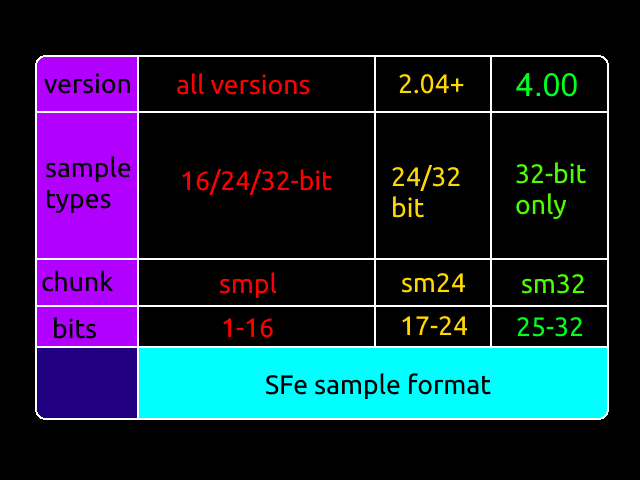 version all versions 2.04+ 4.00
sample
types
16/24/32-bit
24/32
bit
32-bit
only
chunk smpl sm24 sm32
bits 1-16 17-24 25-32
SFe sample format